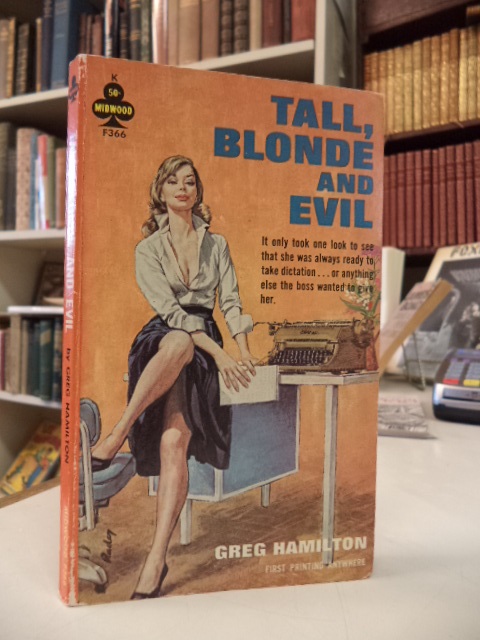 K
50¢
MIDWOOD
F366
TALL,
BLONDE
AND
EVIL
It only took one look to see
that she was always ready to
take dictation . . . or anything
else the boss wanted to give
her.
GREG HAMILTON
FIRST PRINTING ANYWHERE
AND EVIL
by GREG HAMILTON
Rader